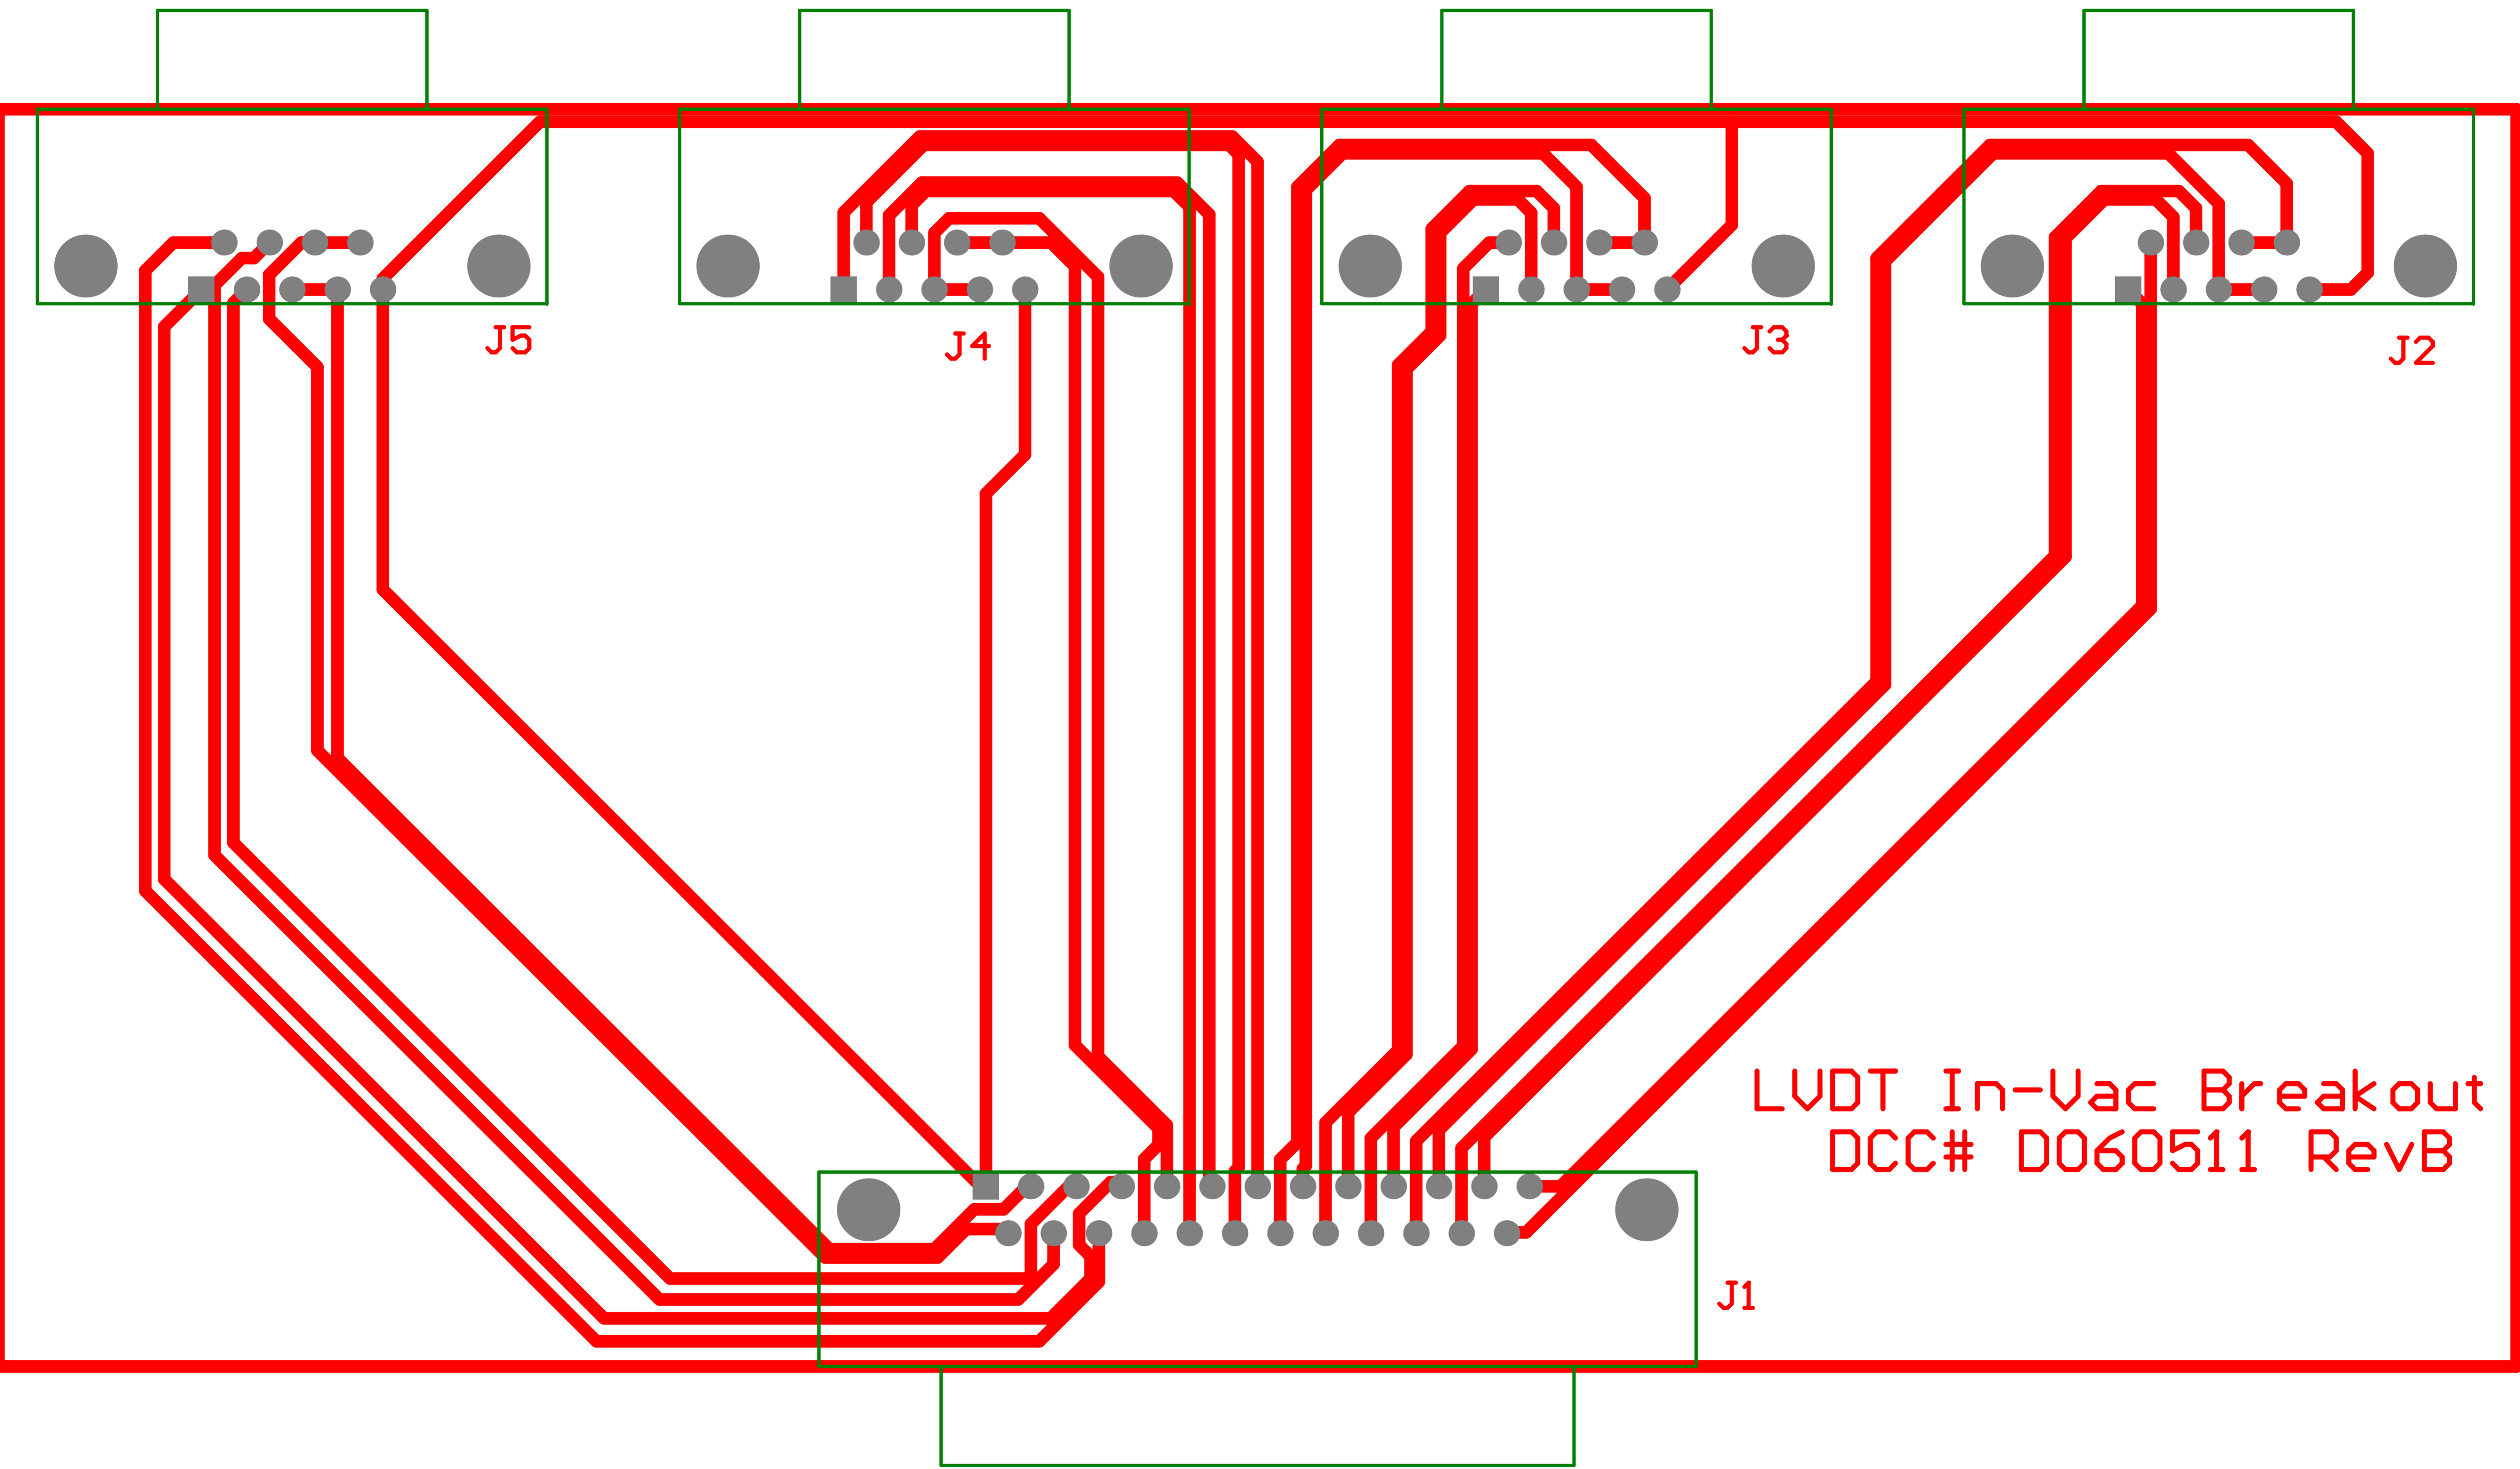 J5
J4
J3
J2
LVDT In-Vac Breakout
DCC# D060511 RevB
J1